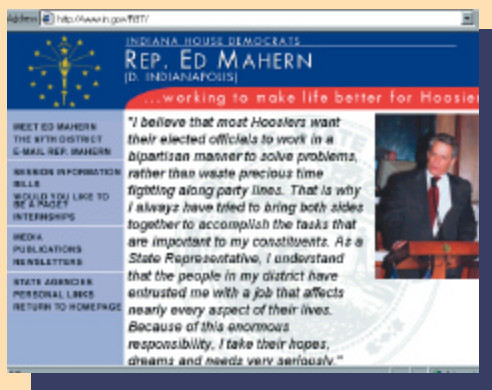 Address http://www.in.gov/
INDIANA HOUSE DEMOCRATS
REP. ED MAHERN
(D. INDIANAPOLIS)
...working to make life better for Hoosier
MEET ED MAHERN
THE 97TH DISTRICT
E-MAIL REP. MAHERN
SESSION INFORMATION
BILLS
WOULD YOU LIKE TO
BE A PAGE?
INTERNSHIPS
MEDIA
PUBLICATIONS
NEWSLETTERS
STATE AGENCIES
PERSONAL LINKS
RETURN TO HOMEPAGE
"I believe that most Hoosiers want
their elected officials to work in a
bipartisan manner to solve problems,
rather than waste precious time
fighting along party lines. That is why
I always have tried to bring both sides
together to accomplish the tasks that
are important to my constituents. As a
State Representative, I understand
that the people in my district have
entrusted me with a job that affects
nearly every aspect of their lives.
Because of this enormous
responsibility, I take their hopes,
dreams and needs very seriously."